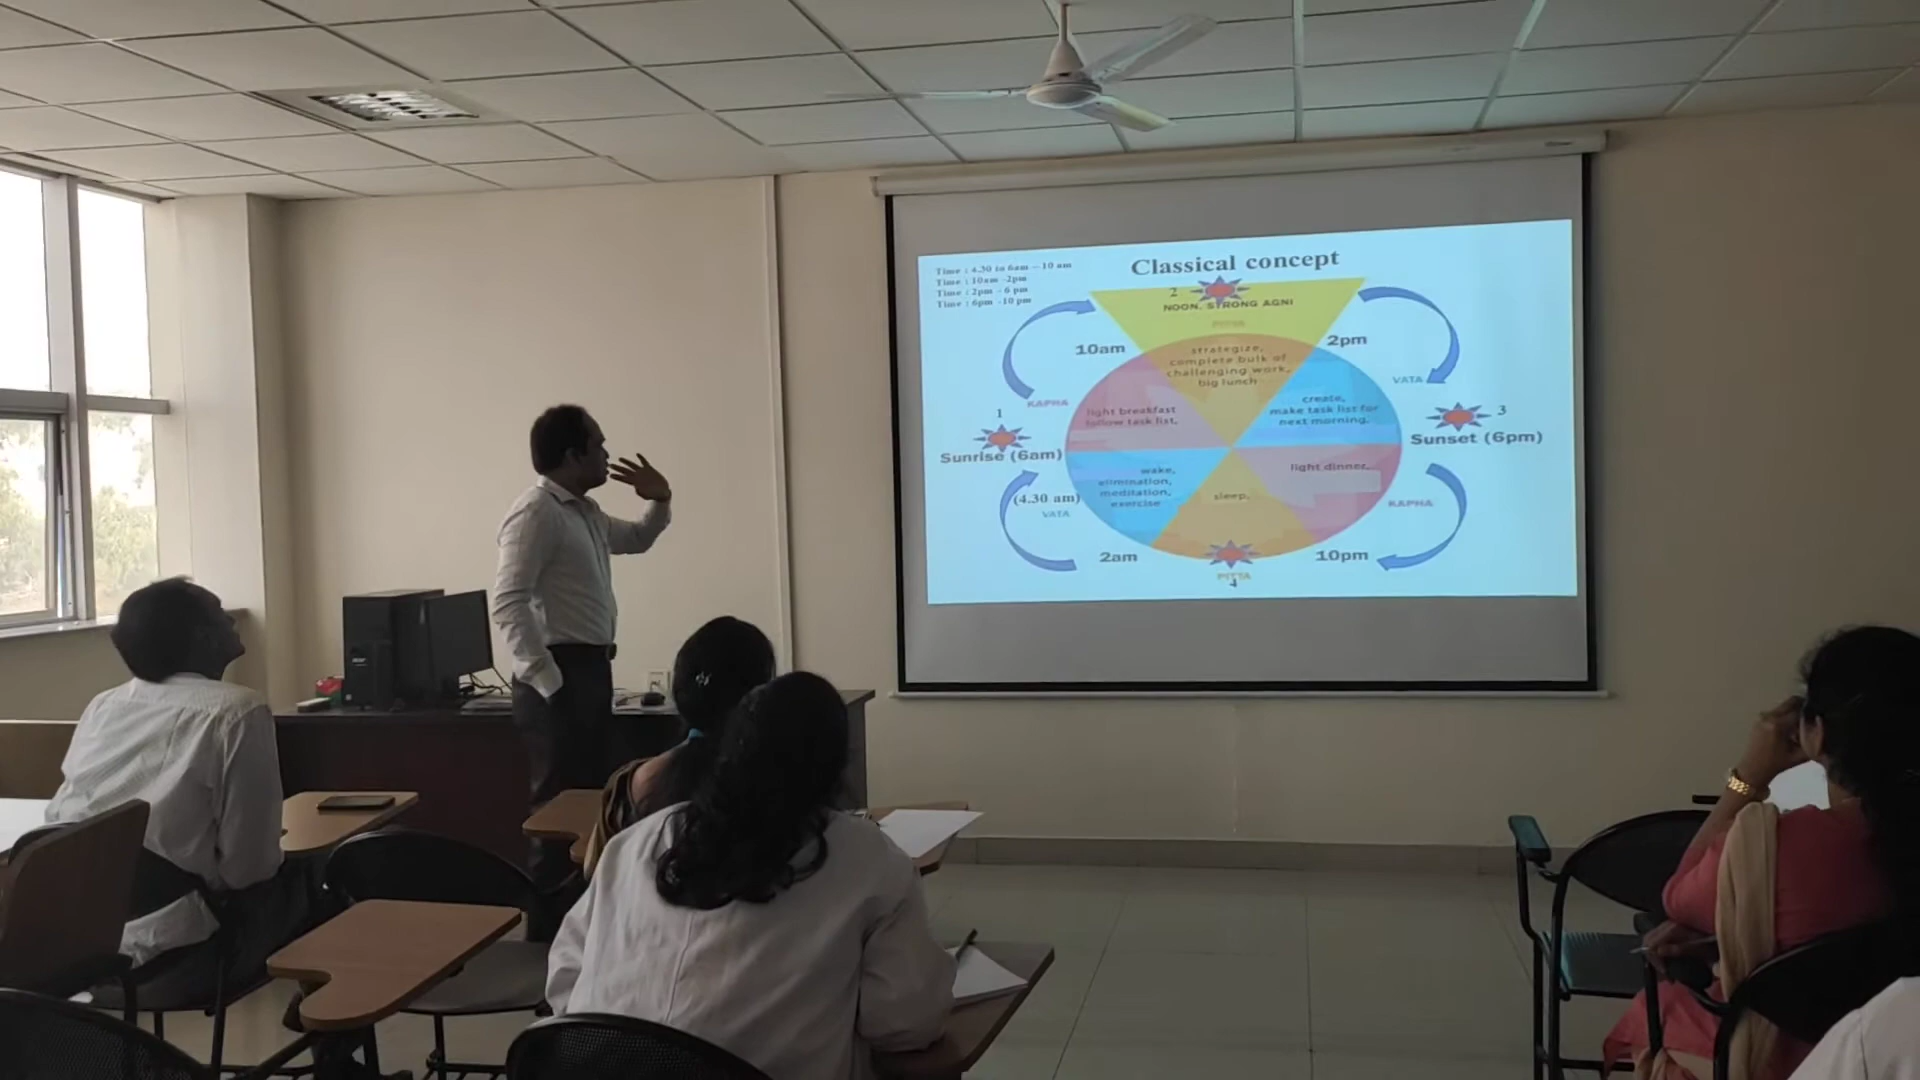 Classical concept
Time : 4.30 to 6am – 10 am
Time : 10am -2pm
Time : 2pm - 6 pm
Time : 6pm -10 pm
2
NOON. STRONG AGNI
PITTA
10am
2pm
strategize,
complete bulk of
challenging work,
big lunch
KAPHA
VATA
light breakfast
follow task list,
create,
make task list for
next morning.
1
3
Sunrise (6am)
Sunset (6pm)
wake,
elimination,
meditation,
exercise
sleep,
light dinner,
(4.30 am)
VATA
KAPHA
2am
10pm
PITTA
4